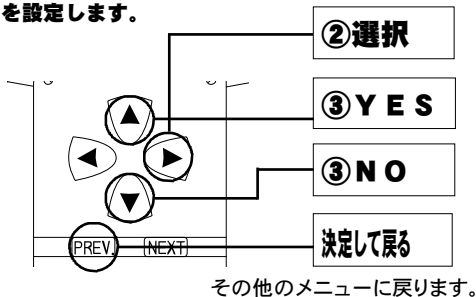 を設定します。
②選択
③ＹＥＳ
③ＮＯ
PREV.
NEXT
決定して戻る
その他のメニューに戻ります。